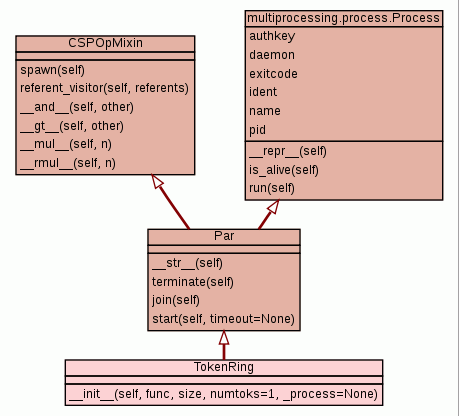 CSPOpMixin
spawn(self)
referent_visitor(self, referents)
__and__(self, other)
__gt__(self, other)
__mul__(self, n)
__rmul__(self, n)
multiprocessing.process.Process
authkey
daemon
exitcode
ident
name
pid
__repr__(self)
is_alive(self)
run(self)
Par
__str__(self)
terminate(self)
join(self)
start(self, timeout=None)
TokenRing
__init__(self, func, size, numtoks=1, _process=None)